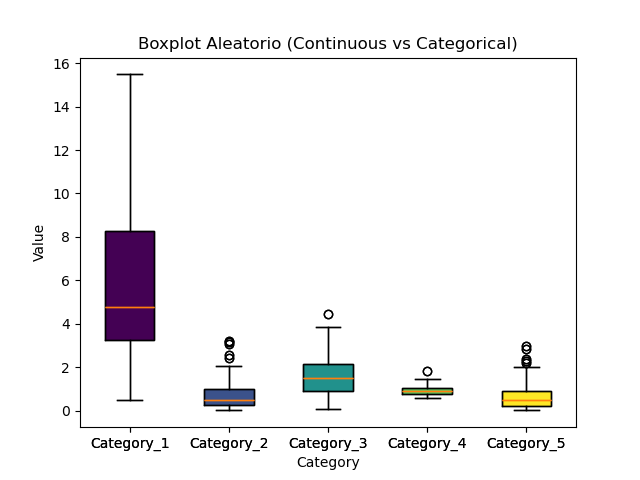 Boxplot Aleatorio (Continuous vs Categorical)
16
14
12
10
8
6
4
2
0
Value
Category_1 Category_2 Category_3 Category_4 Category_5
Category